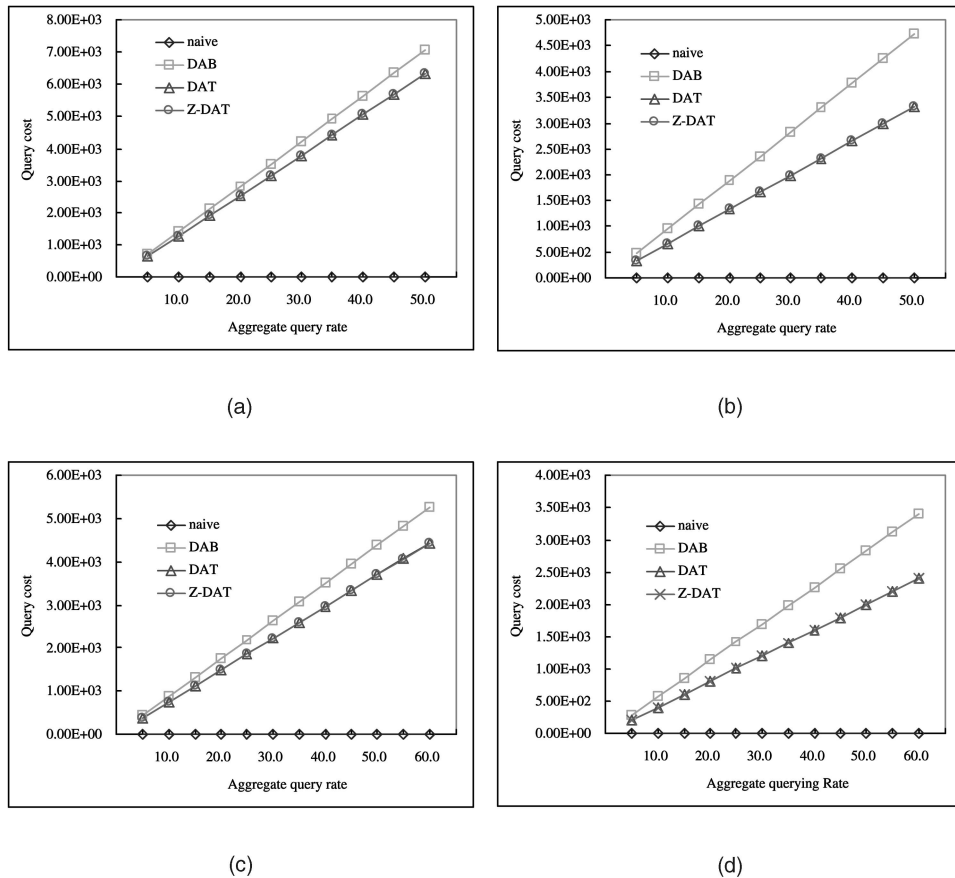 8.00E+03
7.00E+03
6.00E+03
5.00E+03
4.00E+03
3.00E+03
2.00E+03
1.00E+03
0.00E+00
Query cost
naive
DAB
DAT
Z-DAT
10.0 20.0 30.0 40.0 50.0
Aggregate query rate
(a)
5.00E+03
4.50E+03
4.00E+03
3.50E+03
3.00E+03
2.50E+03
2.00E+03
1.50E+03
1.00E+03
5.00E+02
0.00E+00
Query cost
naive
DAB
DAT
Z-DAT
10.0 20.0 30.0 40.0 50.0
Aggregate query rate
(b)
6.00E+03
5.00E+03
4.00E+03
3.00E+03
2.00E+03
1.00E+03
0.00E+00
Query cost
naive
DAB
DAT
Z-DAT
10.0 20.0 30.0 40.0 50.0 60.0
Aggregate query rate
(c)
4.00E+03
3.50E+03
3.00E+03
2.50E+03
2.00E+03
1.50E+03
1.00E+03
5.00E+02
0.00E+00
Query cost
naive
DAB
DAT
Z-DAT
10.0 20.0 30.0 40.0 50.0 60.0
Aggregate querying Rate
(d)